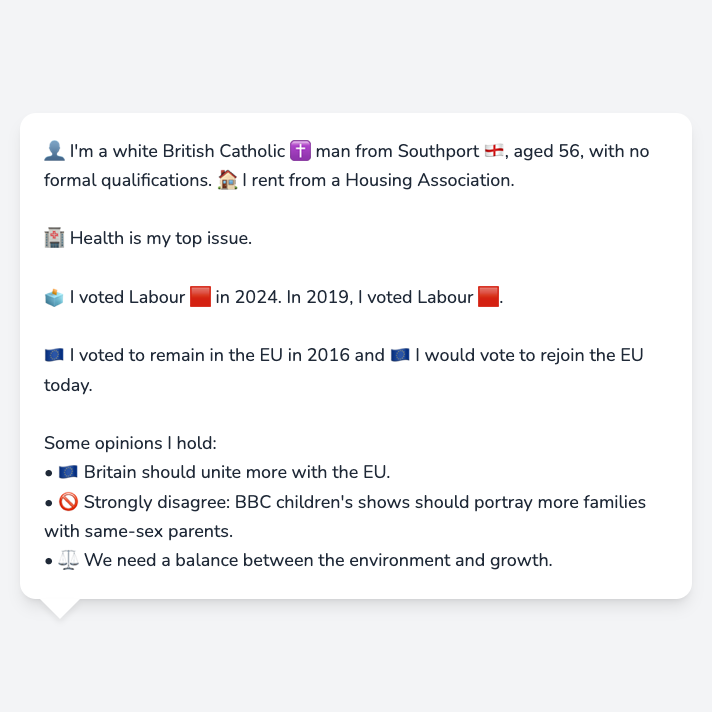 👤 I'm a white British Catholic ✝️ man from Southport 🏴󠁧󠁢󠁥󠁮󠁧󠁿, aged 56, with no
formal qualifications. 🏠 I rent from a Housing Association.
🏥 Health is my top issue.
🗳️ I voted Labour 🟥 in 2024. In 2019, I voted Labour 🟥.
🇪🇺 I voted to remain in the EU in 2016 and 🇪🇺 I would vote to rejoin the EU
today.
Some opinions I hold:
• 🇪🇺 Britain should unite more with the EU.
• 🚫 Strongly disagree: BBC children's shows should portray more families
with same-sex parents.
• ⚖️ We need a balance between the environment and growth.